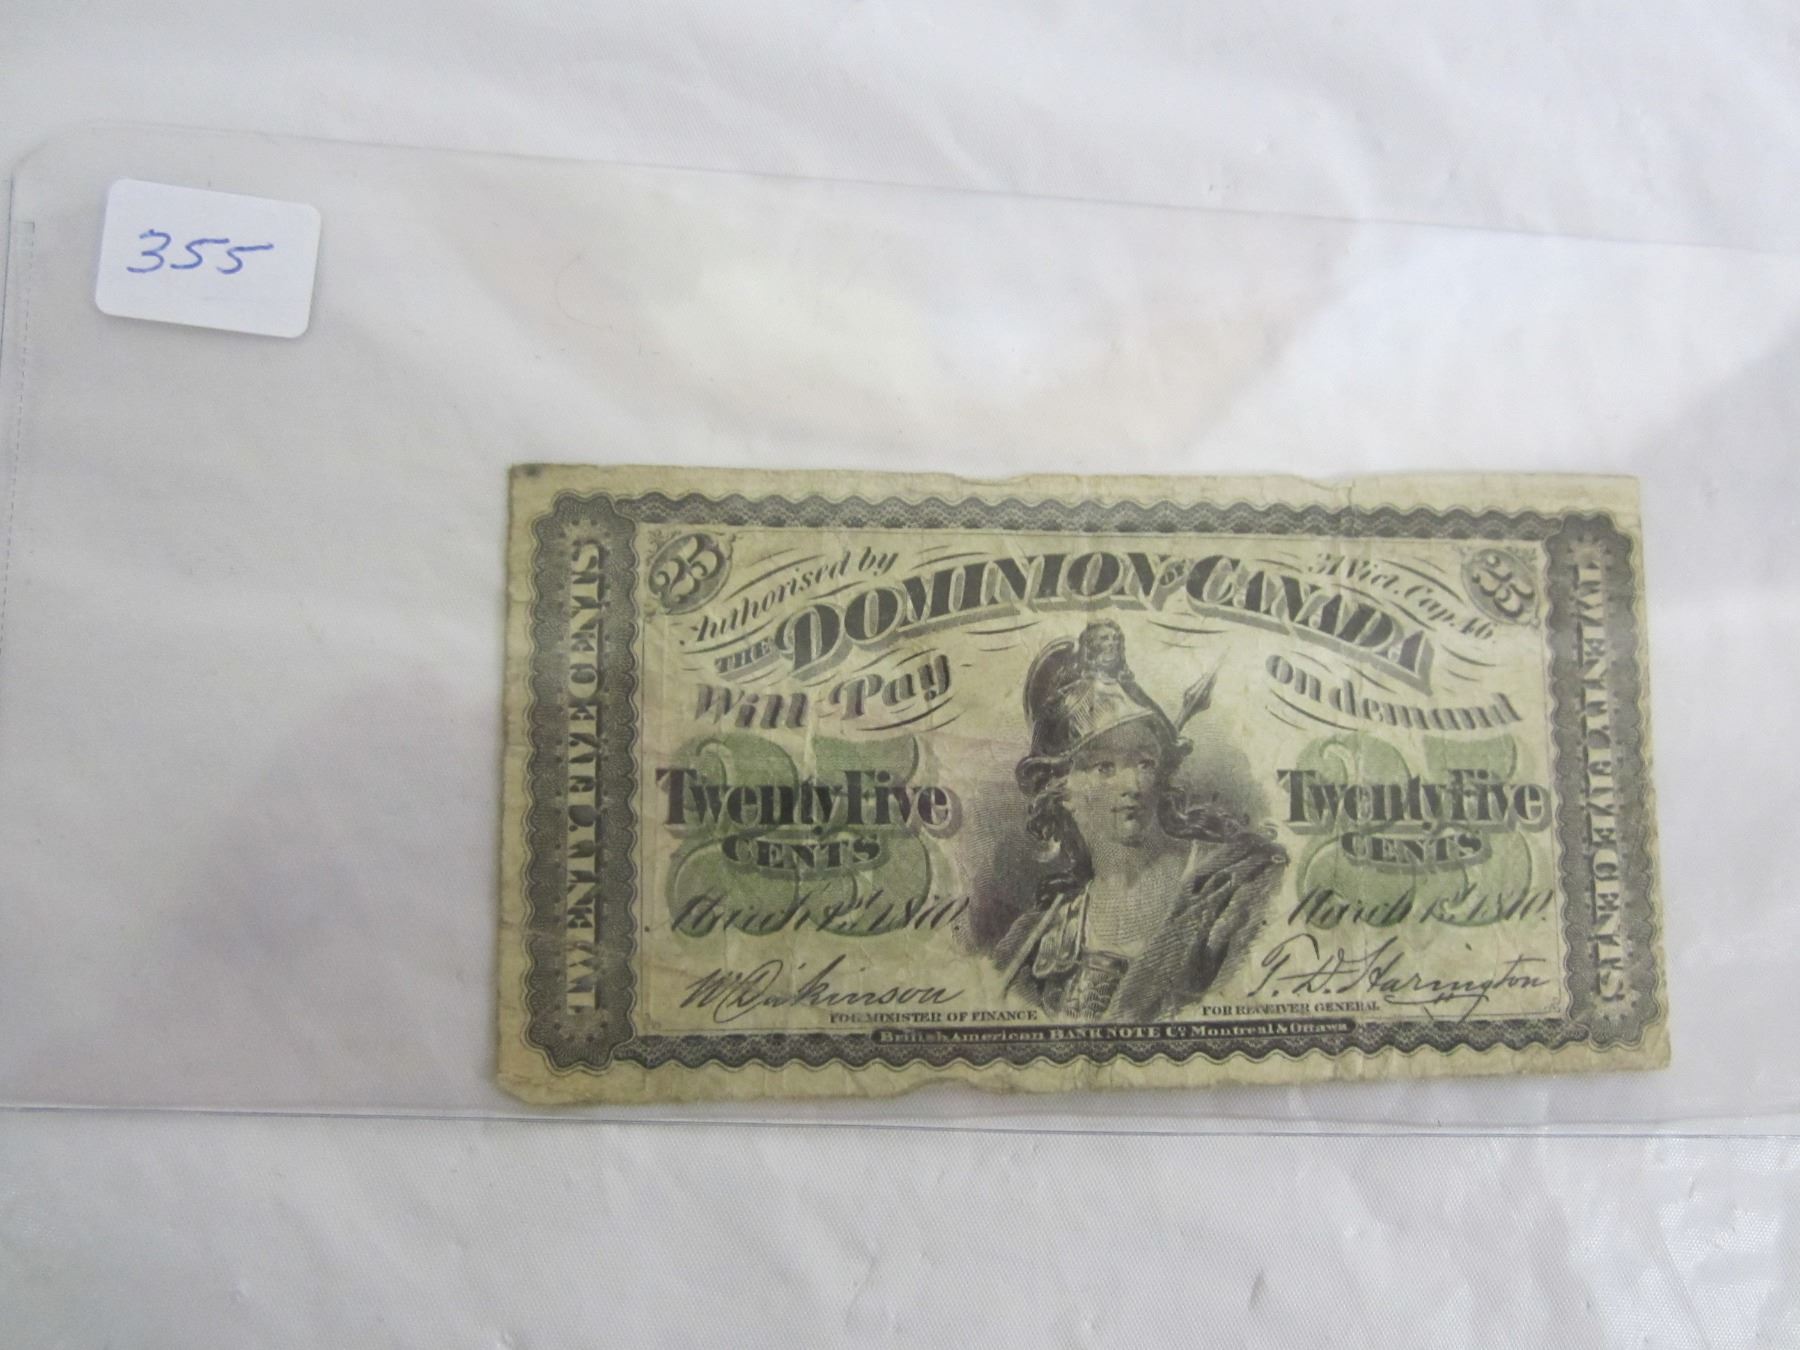 355
25
Authorised by
31 Vict. Cap. 46.
25
THE DOMINION OF CANADA
Will Pay
on demand
TWENTY FIVE CENTS
Twenty Five
CENTS
Twenty Five
CENTS
TWENTY FIVE CENTS
March 1st 1870.
March 1st 1870.
W Dickinson
T. D. Harington
FOR MINISTER OF FINANCE
FOR RECEIVER GENERAL
British American BANK NOTE Co Montreal & Ottawa